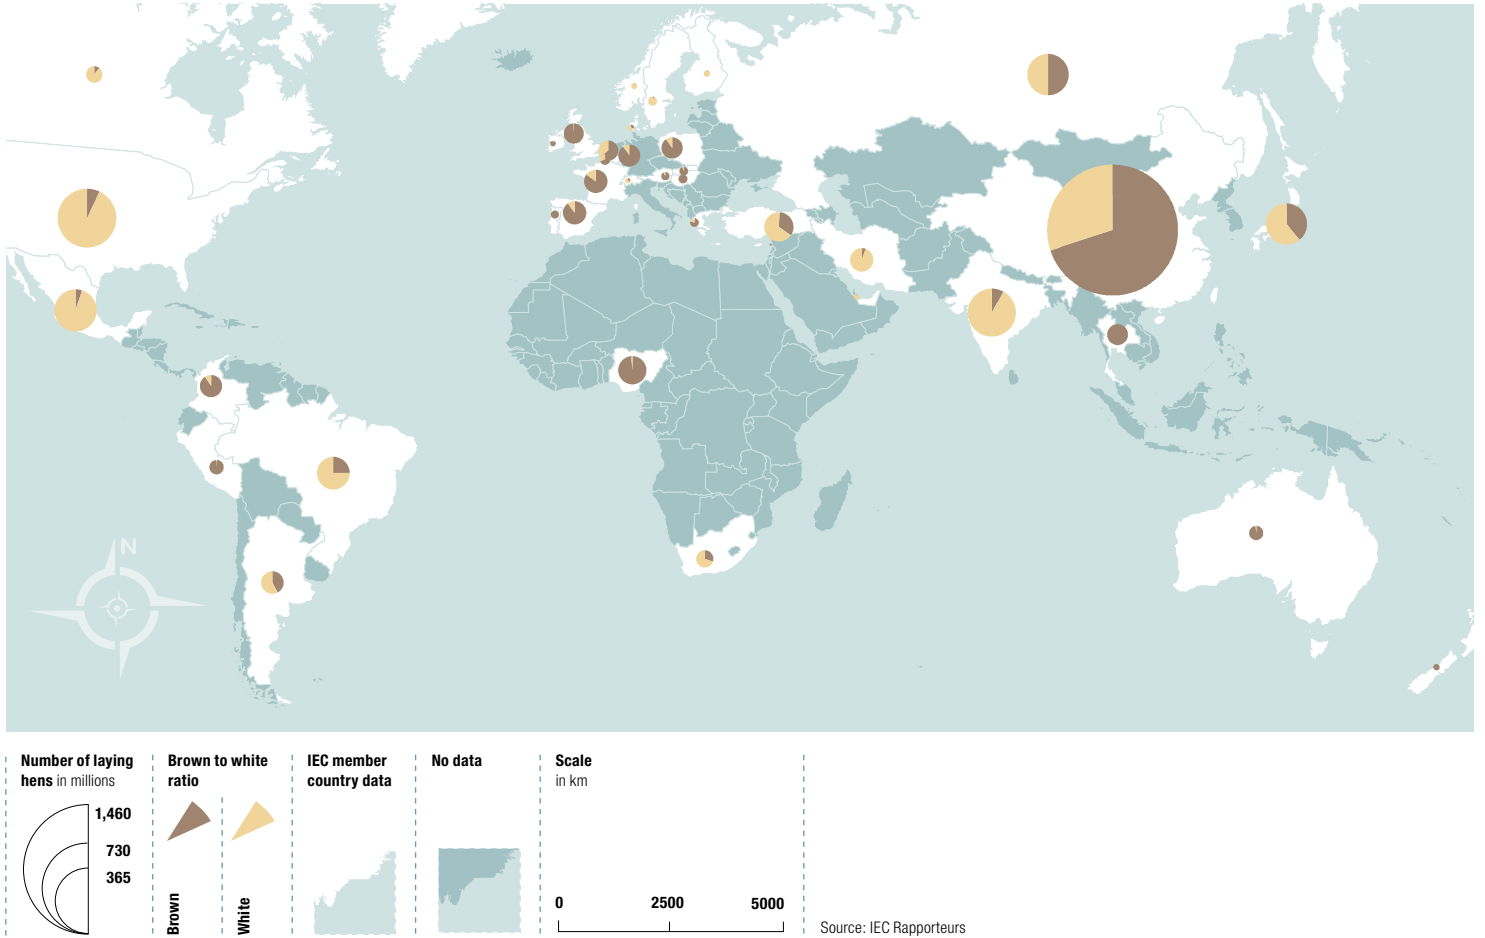 N
Number of laying
hens in millions
1,460
730
365
Brown to white
ratio
Brown
White
IEC member
country data
No data
Scale
in km
0
2500
5000
Source: IEC Rapporteurs